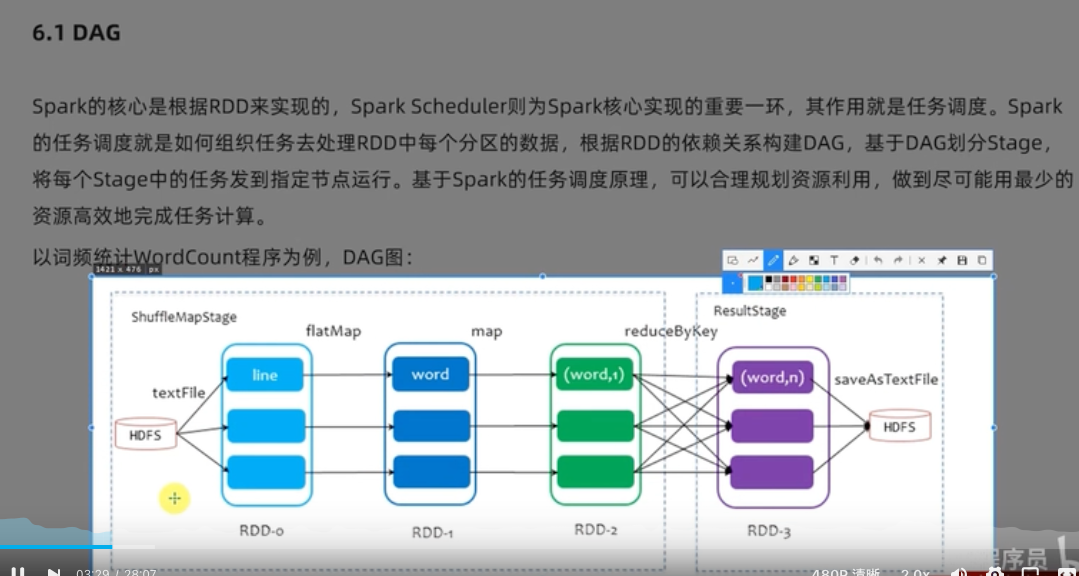 6.1 DAG
Spark的核心是根据RDD来实现的，Spark Scheduler则为Spark核心实现的重要一环，其作用就是任务调度。Spark
的任务调度就是如何组织任务去处理RDD中每个分区的数据，根据RDD的依赖关系构建DAG，基于DAG划分Stage，
将每个Stage中的任务发到指定节点运行。基于Spark的任务调度原理，可以合理规划资源利用，做到尽可能用最少的
资源高效地完成任务计算。
以词频统计WordCount程序为例，DAG图：
1421 x 476 px
ShuffleMapStage
ResultStage
flatMap
map
reduceByKey
textFile
line
word
(word,1)
(word,n)
saveAsTextFile
HDFS
HDFS
RDD-0
RDD-1
RDD-2
RDD-3
程序员
03:29 / 28:07
480P 清晰
2.0x